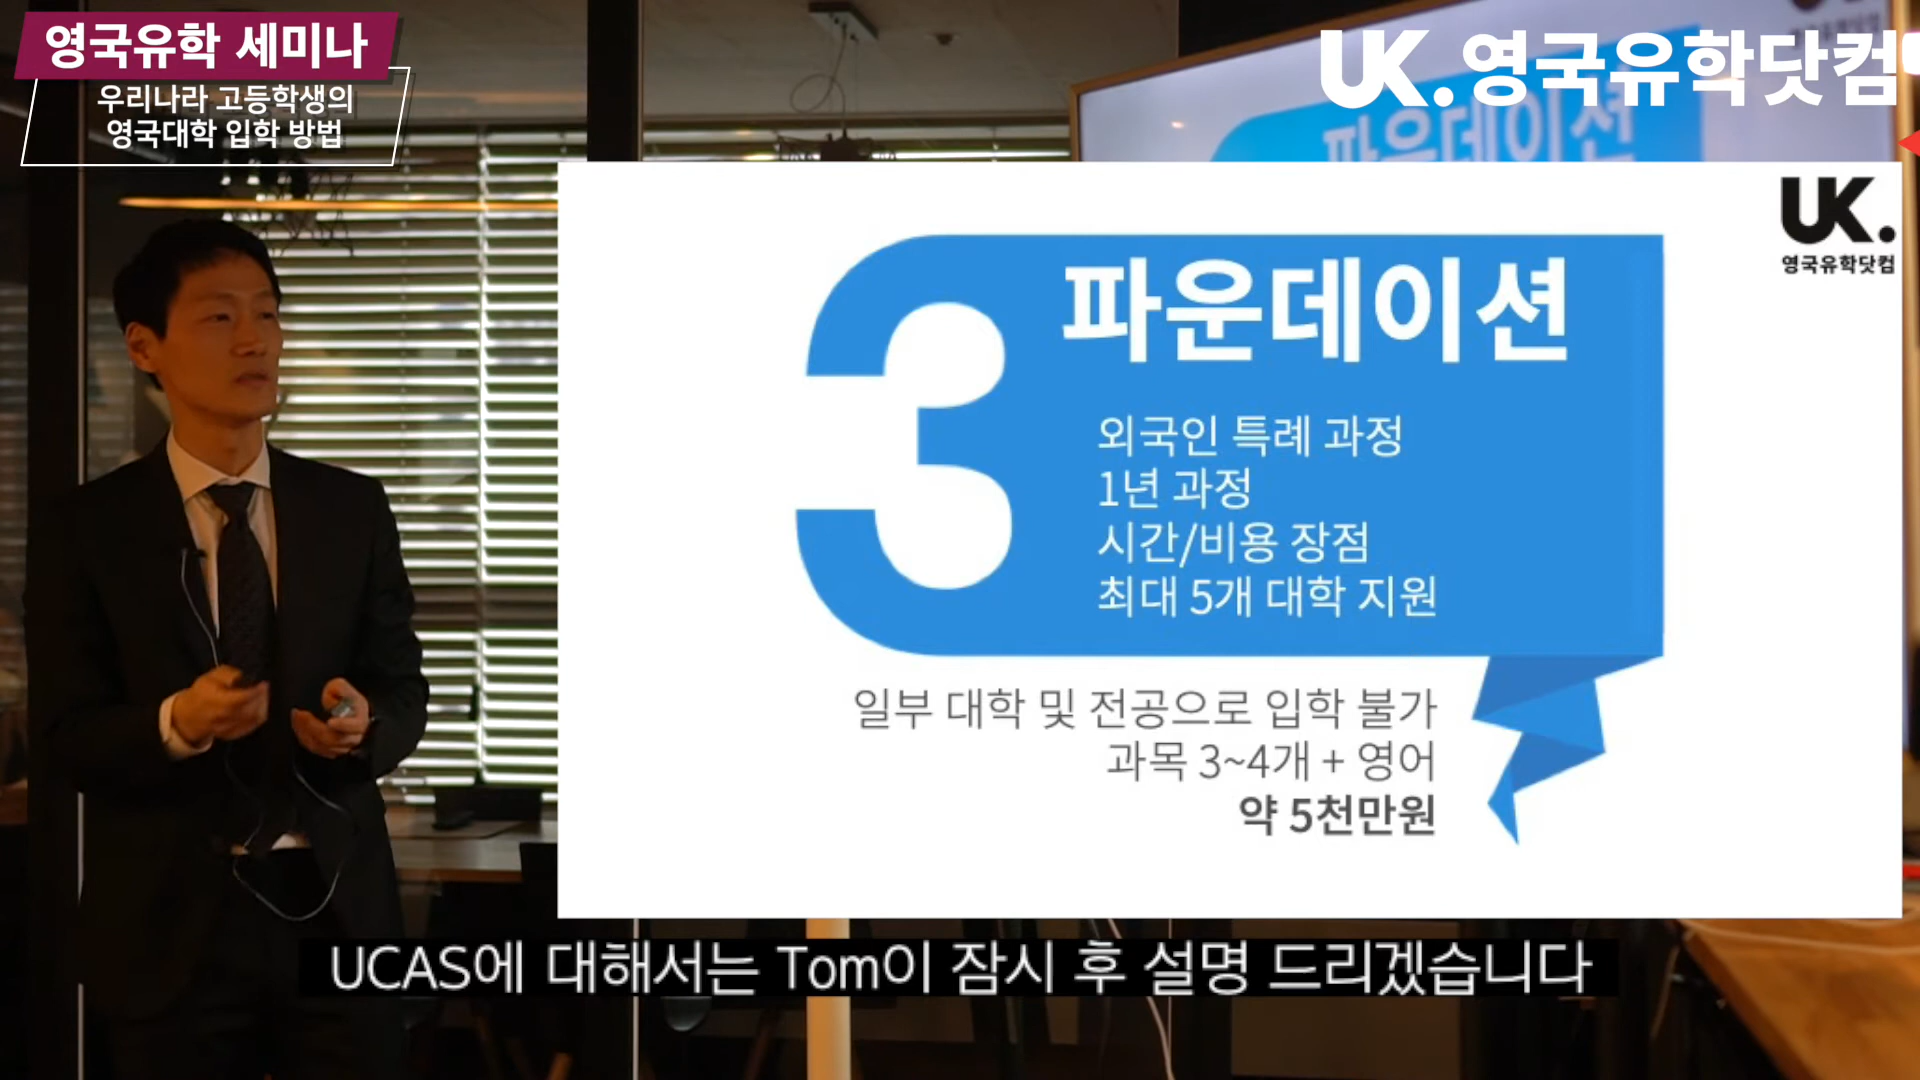 영국유학 세미나
우리나라 고등학생의
영국대학 입학 방법
UK.영국유학닷컴
파운데이션
UK.
영국유학닷컴
3
파운데이션
외국인 특례 과정
1년 과정
시간/비용 장점
최대 5개 대학 지원
일부 대학 및 전공으로 입학 불가
과목 3~4개 + 영어
약 5천만원
UCAS에 대해서는 Tom이 잠시 후 설명 드리겠습니다